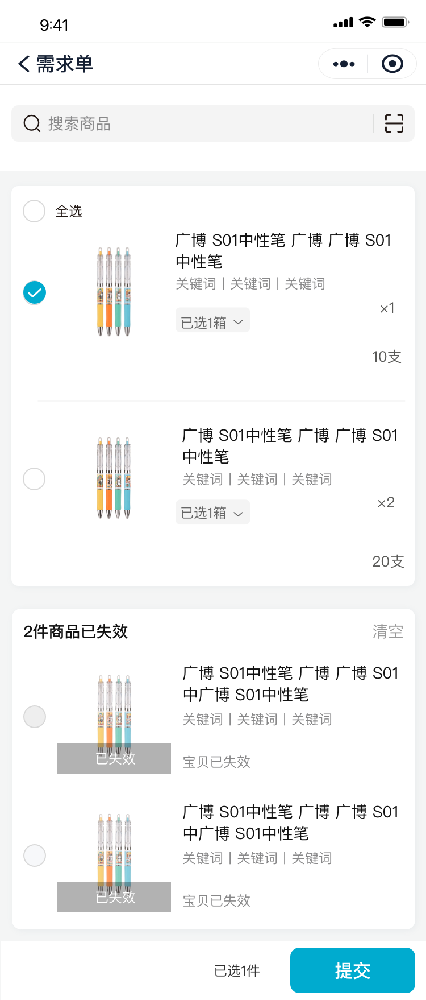 9:41
需求单
搜索商品
全选
广博 S01中性笔 广博 广博 S01
中性笔
关键词｜关键词｜关键词
×1
已选1箱
10支
广博 S01中性笔 广博 广博 S01
中性笔
关键词｜关键词｜关键词
×2
已选1箱
20支
2件商品已失效
清空
广博 S01中性笔 广博 广博 S01
中广博 S01中性笔
关键词｜关键词｜关键词
已失效
宝贝已失效
广博 S01中性笔 广博 广博 S01
中广博 S01中性笔
关键词｜关键词｜关键词
已失效
宝贝已失效
已选1件
提交